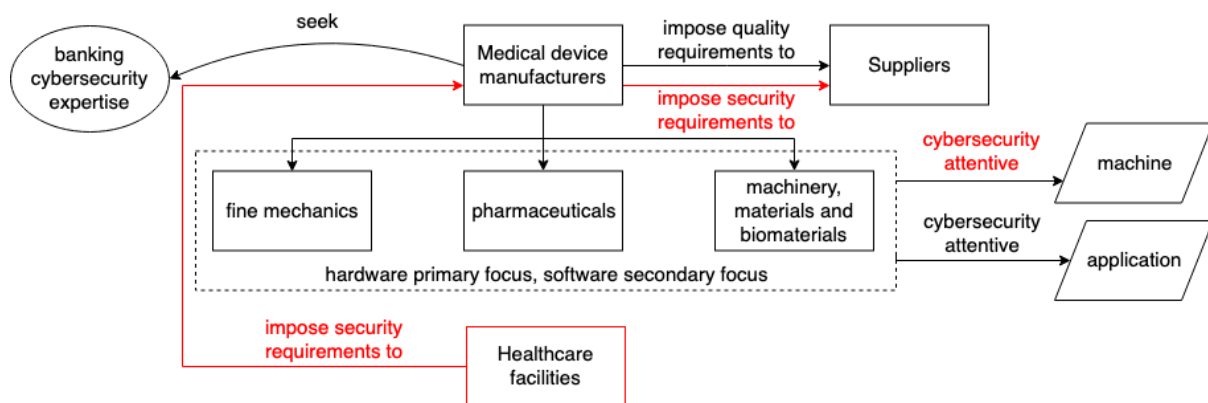 seek
banking
cybersecurity
expertise
Medical device
manufacturers
impose quality
requirements to
impose security
requirements to
Suppliers
cybersecurity
attentive
machine
fine mechanics
pharmaceuticals
machinery,
materials and
biomaterials
cybersecurity
attentive
application
hardware primary focus, software secondary focus
impose security
requirements to
Healthcare
facilities